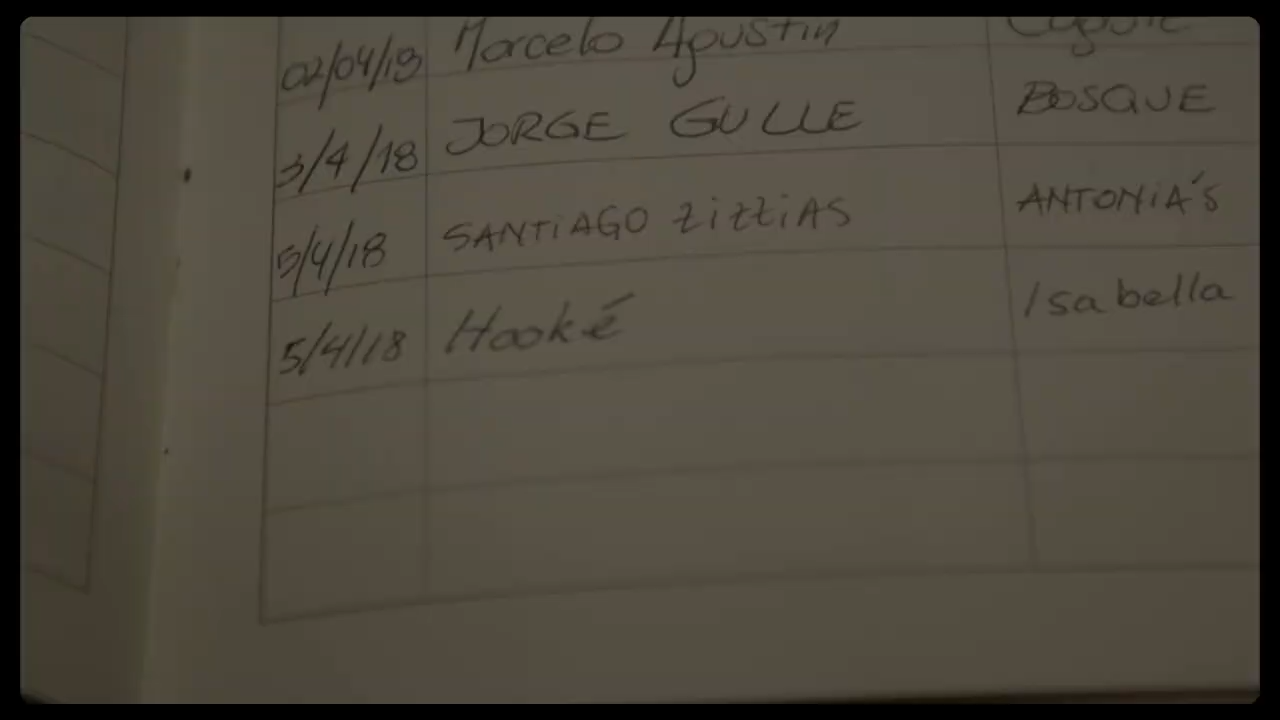 02/04/18 Marcelo Agustin
3/4/18 JORGE GULLE BOSQUE
5/4/18 SANTIAGO ZIZZIAS ANTONIA'S
5/4/18 Hooké Isabella